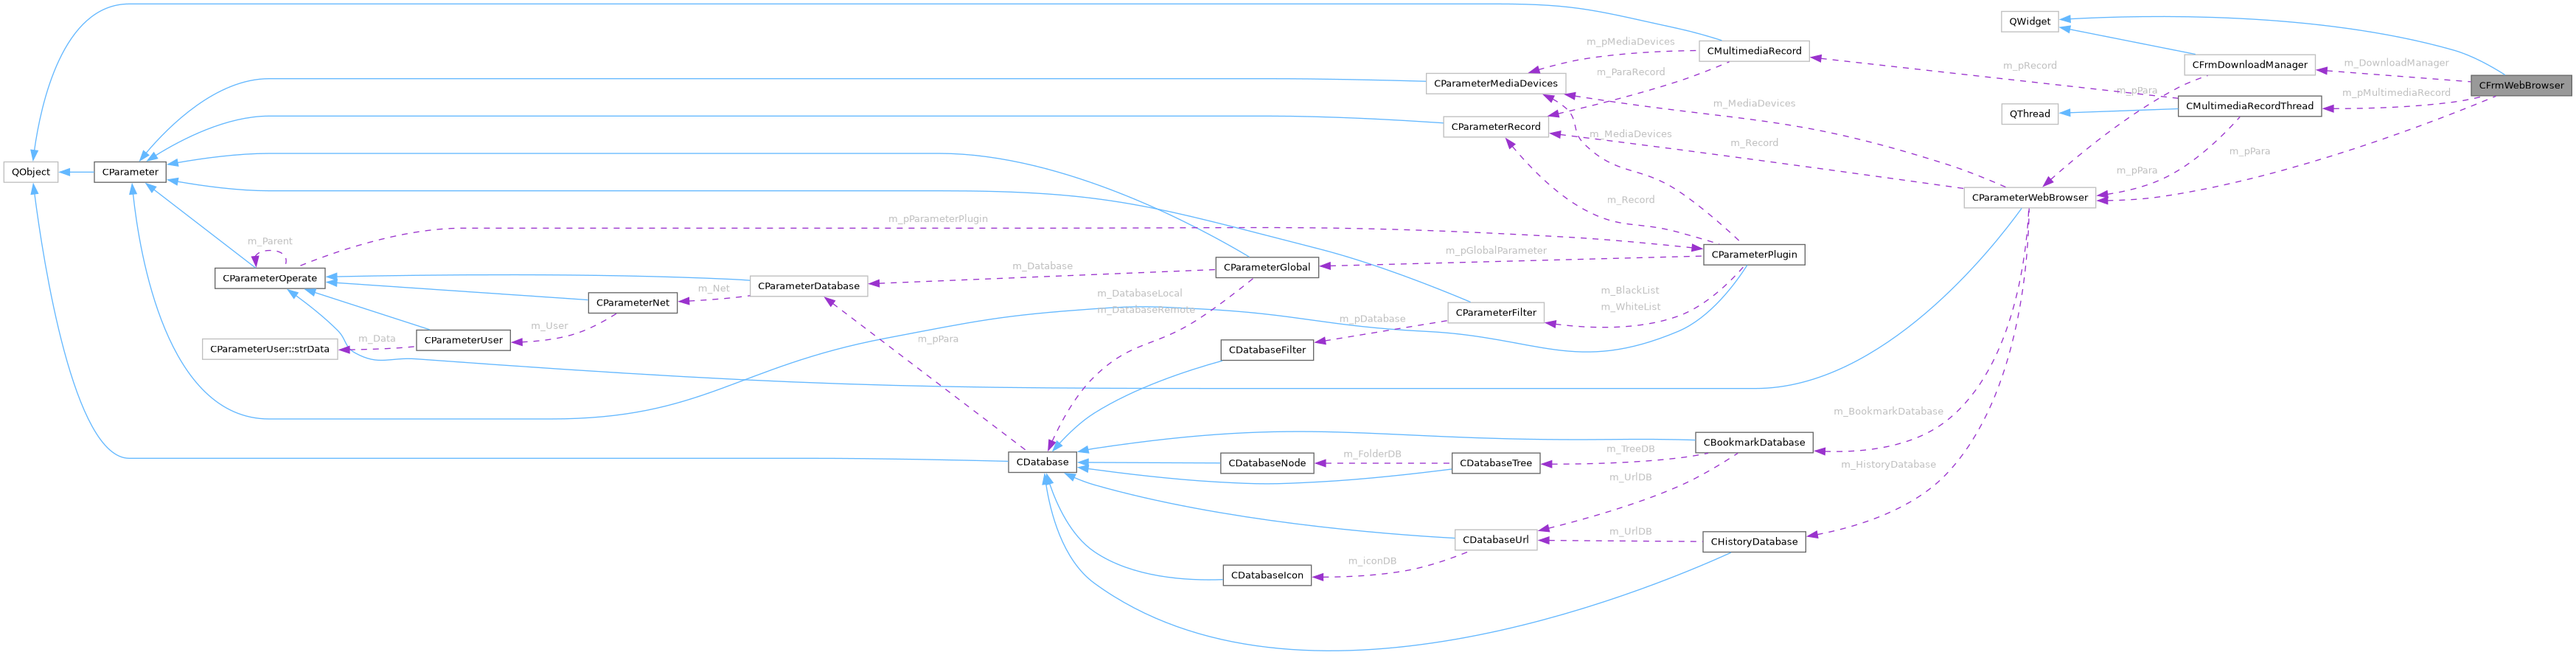 QWidget
m_pMediaDevices
CMultimediaRecord
CFrmDownloadManager
m_DownloadManager
m_pRecord
m_ParaRecord
CParameterMediaDevices
CFrmWebBrowser
m_pPara
m_pMultimediaRecord
m_MediaDevices
CMultimediaRecordThread
QThread
CParameterRecord
m_MediaDevices
m_Record
m_pPara
QObject
CParameter
m_pPara
CParameterWebBrowser
m_Record
m_pParameterPlugin
m_Parent
m_pGlobalParameter
CParameterPlugin
m_Database
CParameterGlobal
CParameterOperate
CParameterDatabase
m_Net
m_DatabaseLocal
m_DatabaseRemote
m_BlackList
m_WhiteList
CParameterNet
CParameterFilter
m_pDatabase
m_User
m_Data
CParameterUser
m_pPara
CParameterUser::strData
CDatabaseFilter
m_BookmarkDatabase
CBookmarkDatabase
m_TreeDB
m_FolderDB
CDatabase
CDatabaseNode
CDatabaseTree
m_HistoryDatabase
m_UrlDB
m_UrlDB
CDatabaseUrl
CHistoryDatabase
m_iconDB
CDatabaseIcon